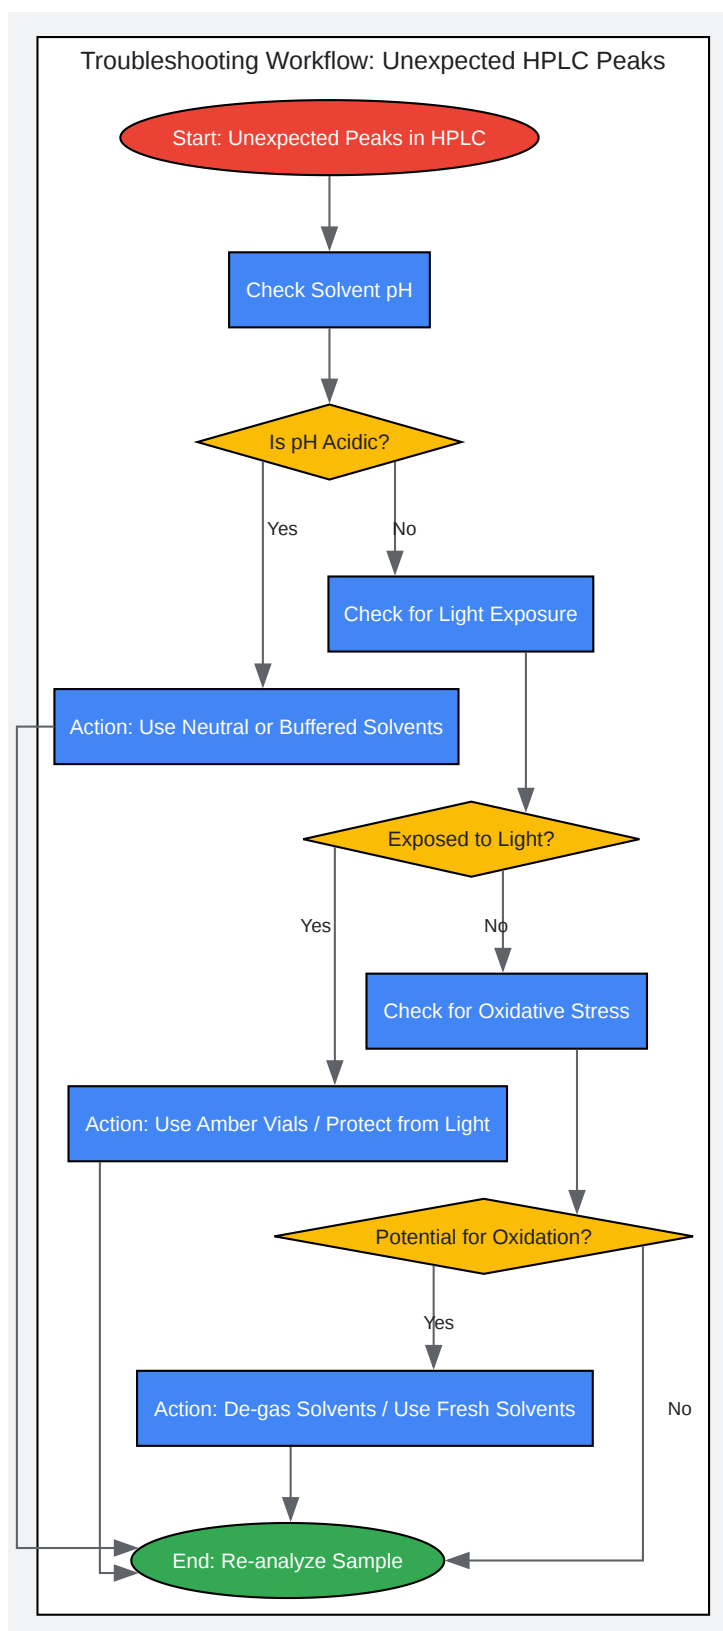 Troubleshooting Workflow: Unexpected HPLC Peaks
Start: Unexpected Peaks in HPLC
Check Solvent pH
Is pH Acidic?
Yes
No
Check for Light Exposure
Action: Use Neutral or Buffered Solvents
Exposed to Light?
Yes
No
Check for Oxidative Stress
Action: Use Amber Vials / Protect from Light
Potential for Oxidation?
Yes
Action: De-gas Solvents / Use Fresh Solvents
No
End: Re-analyze Sample